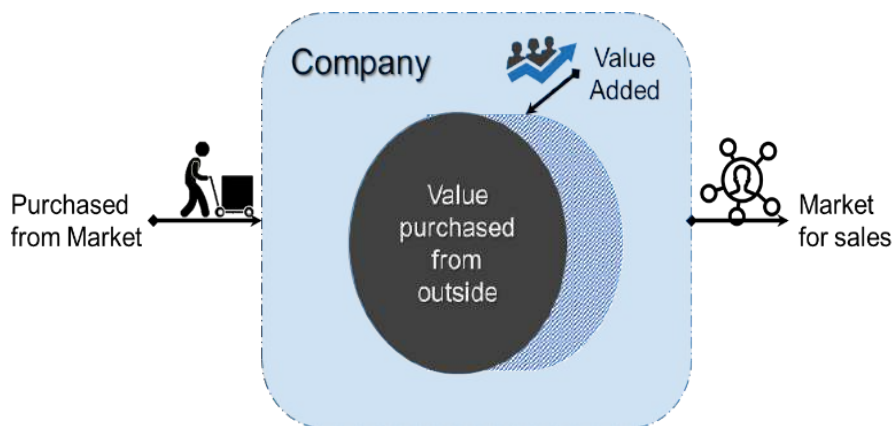 Company
Value
Added
Purchased
from Market
Value
purchased
from
outside
Market
for sales